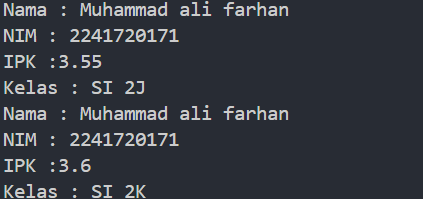 Nama : Muhammad ali farhan
NIM : 2241720171
IPK :3.55
Kelas : SI 2J
Nama : Muhammad ali farhan
NIM : 2241720171
IPK :3.6
Kelas : SI 2K